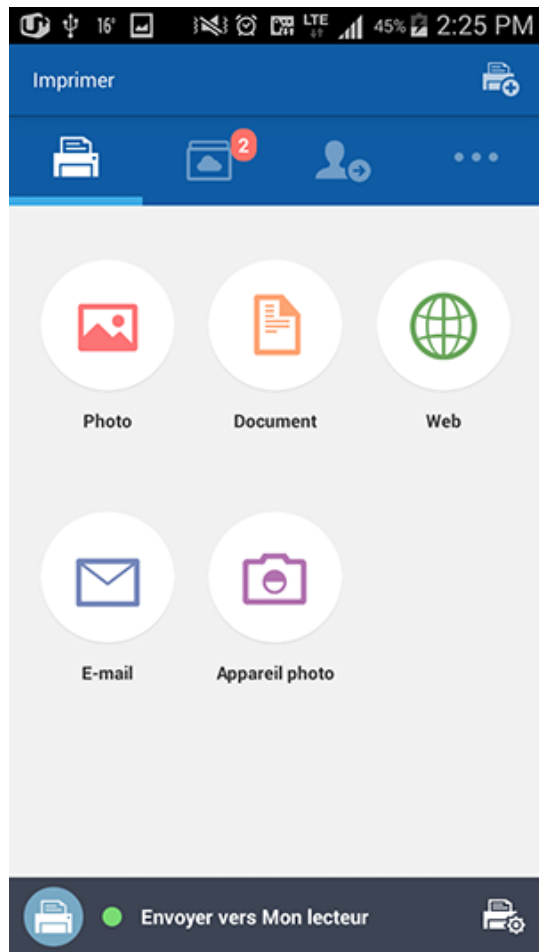 16° LTE 45% 2:25 PM
Imprimer
2
Photo Document Web
E-mail Appareil photo
Envoyer vers Mon lecteur